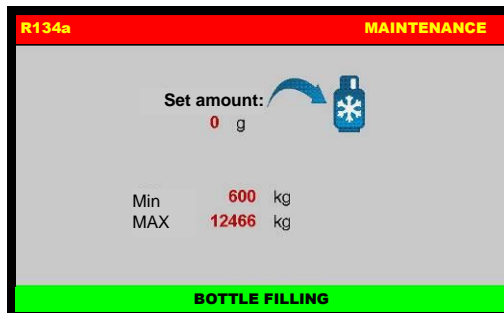 R134a MAINTENANCE
Set amount:
0 g
Min 600 kg
MAX 12466 kg
BOTTLE FILLING